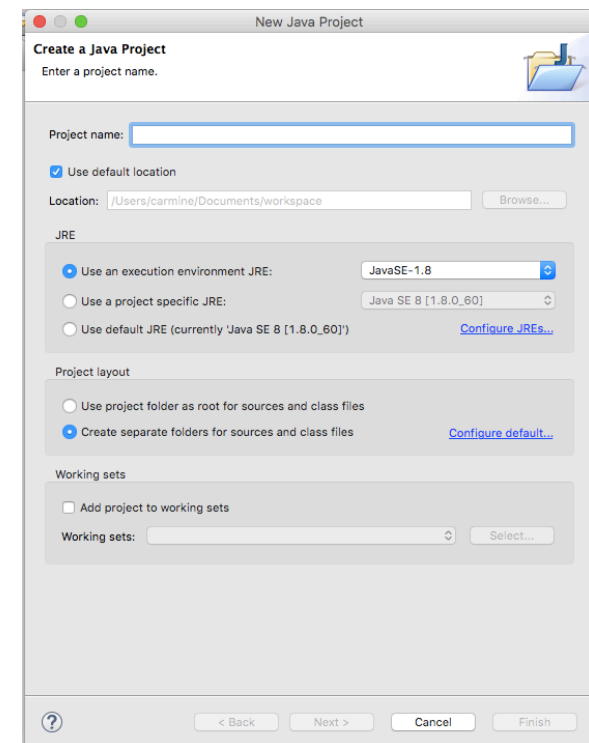 New Java Project
Create a Java Project
Enter a project name.
Project name:
Use default location
Location: /Users/carmine/Documents/workspace Browse...
JRE
Use an execution environment JRE: JavaSE-1.8
Use a project specific JRE: Java SE 8 [1.8.0_60]
Use default JRE (currently 'Java SE 8 [1.8.0_60]') Configure JREs...
Project layout
Use project folder as root for sources and class files
Create separate folders for sources and class files Configure default...
Working sets
Add project to working sets
Working sets: Select...
? < Back Next > Cancel Finish